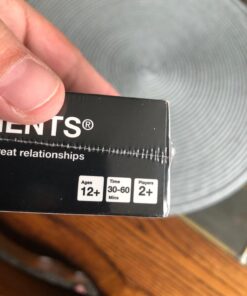 ENTS®
eat relationships
Ages 12+
Time 30-60 Mins
Players 2+